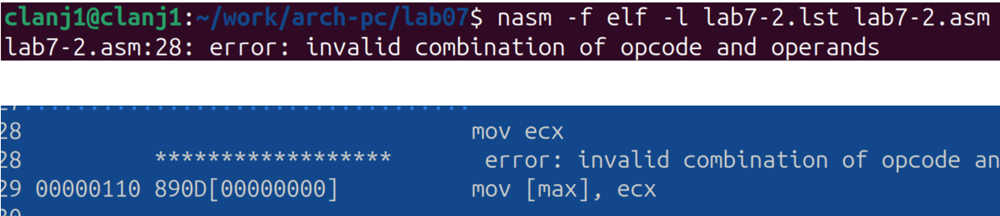 clanj1@clanj1:~/work/arch-pc/lab07$ nasm -f elf -l lab7-2.lst lab7-2.asm
lab7-2.asm:28: error: invalid combination of opcode and operands
28 mov ecx
28 ****************** error: invalid combination of opcode an
29 00000110 890D[00000000] mov [max], ecx